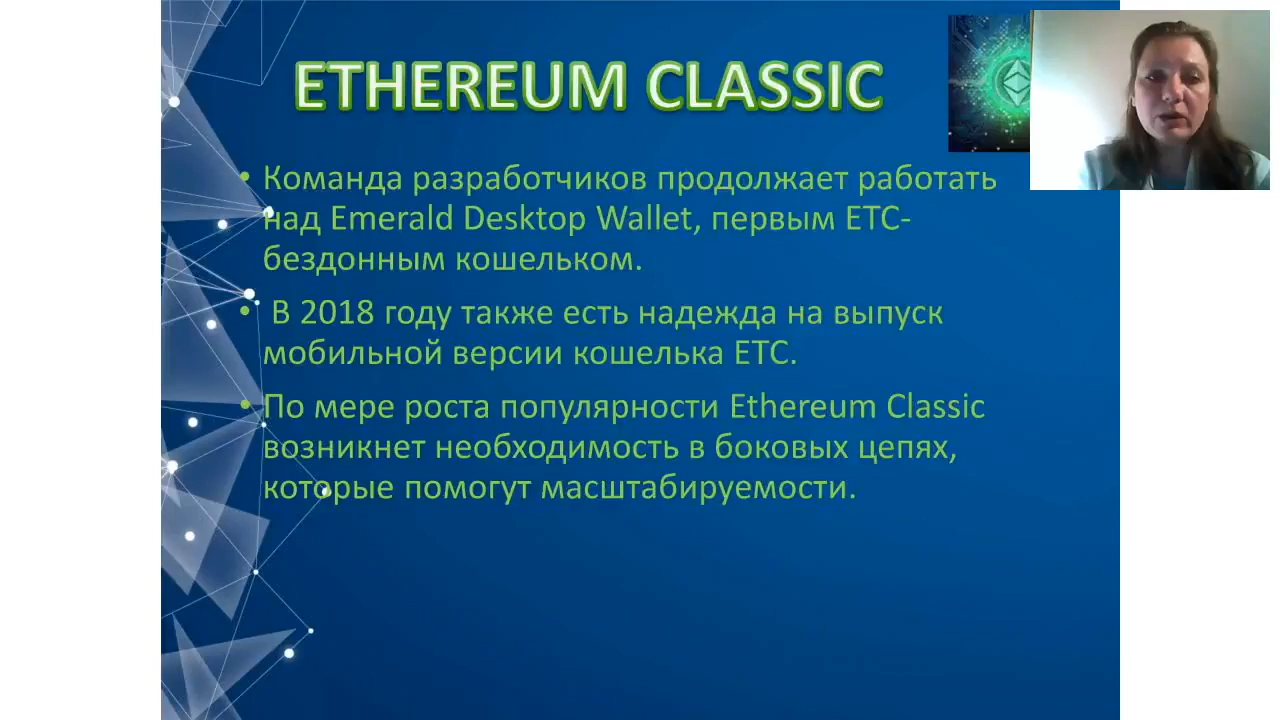 ETHEREUM CLASSIC
• Команда разработчиков продолжает работать
над Emerald Desktop Wallet, первым ETC-
бездонным кошельком.
• В 2018 году также есть надежда на выпуск
мобильной версии кошелька ETC.
• По мере роста популярности Ethereum Classic
возникнет необходимость в боковых цепях,
которые помогут масштабируемости.